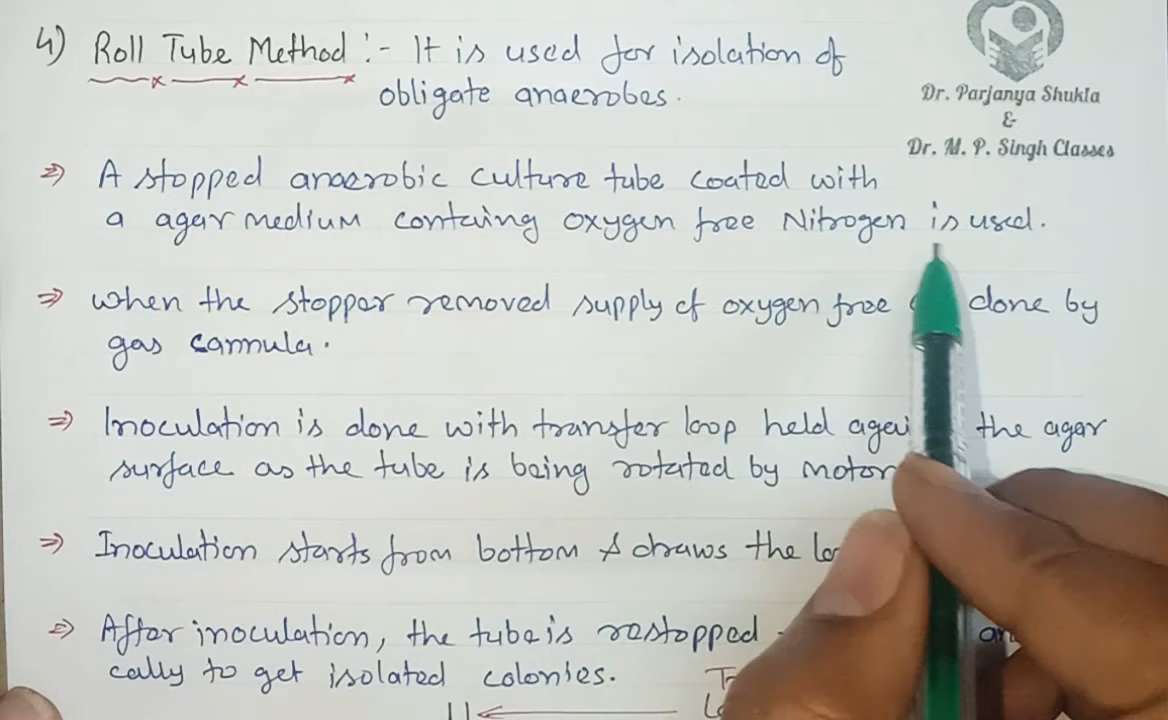 4) Roll Tube Method :- It is used for isolation of
obligate anaerobes.
Dr. Parjanya Shukla
&
Dr. M. P. Singh Classes
⇒ A stopped anaerobic culture tube coated with
a agar medium containg oxygen free Nitrogen is used.
⇒ when the stopper removed supply of oxygen free done by
gas cannula.
⇒ Inoculation is done with transfer loop held the agar
surface as the tube is being rotated by motor
⇒ Inoculation starts from bottom & draws the
⇒ After inoculation, the tube is restopped
cally to get isolated colonies.